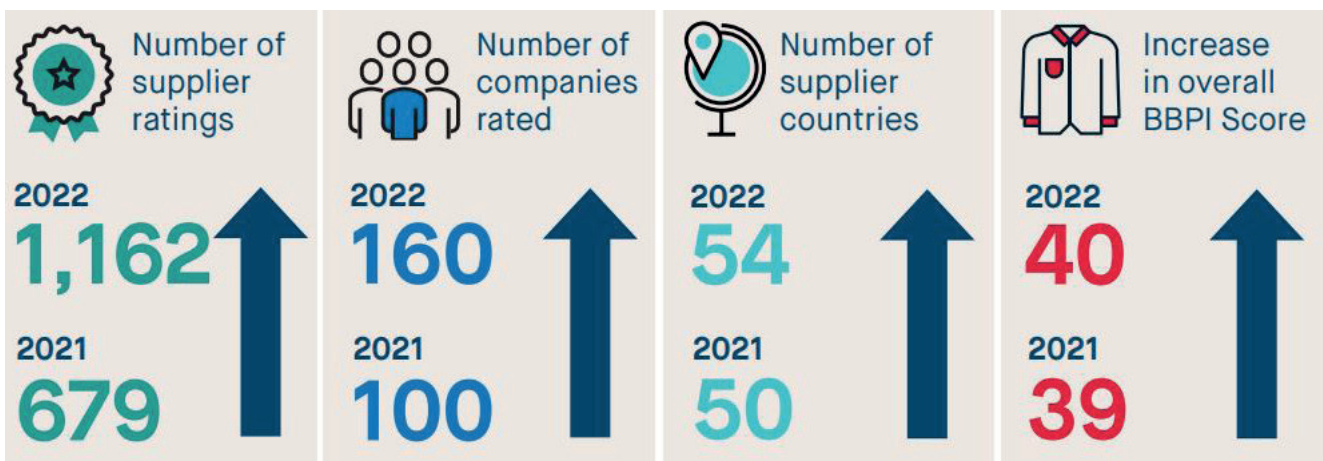 Number of
supplier
ratings
2022
1,162
2021
679
Number of
companies
rated
2022
160
2021
100
Number of
supplier
countries
2022
54
2021
50
Increase
in overall
BBPI Score
2022
40
2021
39